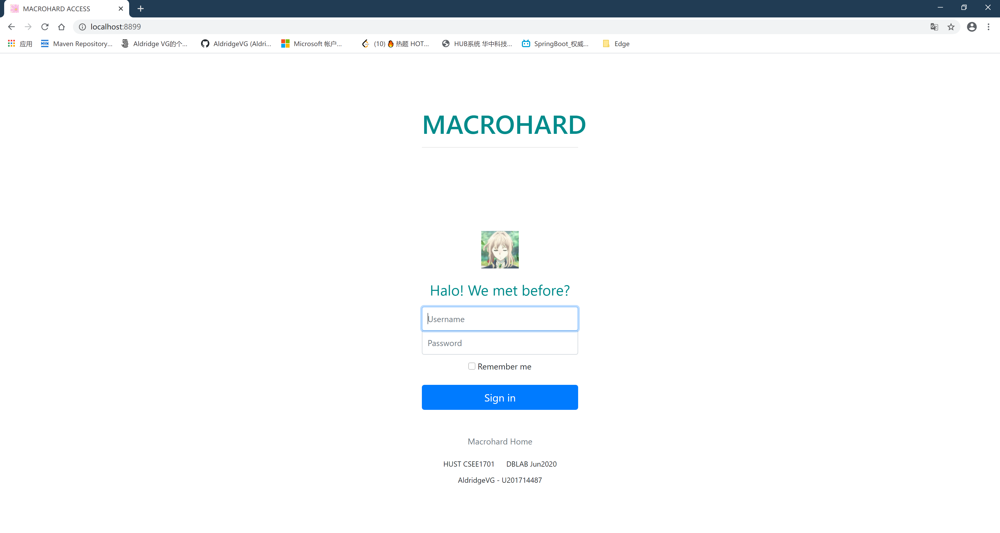 MACROHARD ACCESS
localhost:8899
应用 Maven Repository... Aldridge VG的个... AldridgeVG (Aldri... Microsoft 帐户... (10) 🔥 热题 HOT... HUB系统 华中科技... SpringBoot_权威... Edge
MACROHARD
Halo! We met before?
Username
Password
Remember me
Sign in
Macrohard Home
HUST CSEE1701 DBLAB Jun2020
AldridgeVG - U201714487